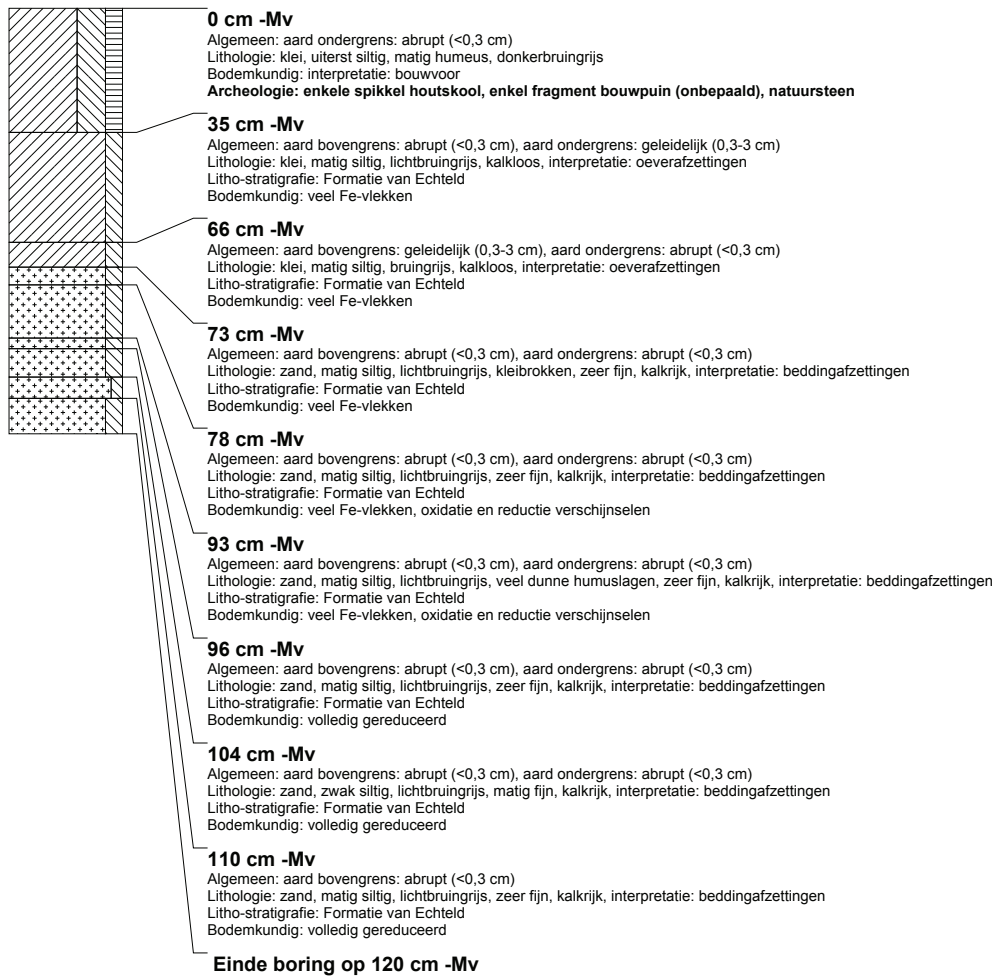 0 cm -Mv
Algemeen: aard ondergrens: abrupt (<0,3 cm)
Lithologie: klei, uiterst siltig, matig humeus, donkerbruingrijs
Bodemkundig: interpretatie: bouwvoor
Archeologie: enkele spikkel houtskool, enkel fragment bouwpuin (onbepaald), natuursteen
35 cm -Mv
Algemeen: aard bovengrens: abrupt (<0,3 cm), aard ondergrens: geleidelijk (0,3-3 cm)
Lithologie: klei, matig siltig, lichtbruingrijs, kalkloos, interpretatie: oeverafzettingen
Litho-stratigrafie: Formatie van Echteld
Bodemkundig: veel Fe-vlekken
66 cm -Mv
Algemeen: aard bovengrens: geleidelijk (0,3-3 cm), aard ondergrens: abrupt (<0,3 cm)
Lithologie: klei, matig siltig, bruingrijs, kalkloos, interpretatie: oeverafzettingen
Litho-stratigrafie: Formatie van Echteld
Bodemkundig: veel Fe-vlekken
73 cm -Mv
Algemeen: aard bovengrens: abrupt (<0,3 cm), aard ondergrens: abrupt (<0,3 cm)
Lithologie: zand, matig siltig, lichtbruingrijs, kleibrokken, zeer fijn, kalkrijk, interpretatie: beddingafzettingen
Litho-stratigrafie: Formatie van Echteld
Bodemkundig: veel Fe-vlekken
78 cm -Mv
Algemeen: aard bovengrens: abrupt (<0,3 cm), aard ondergrens: abrupt (<0,3 cm)
Lithologie: zand, matig siltig, lichtbruingrijs, zeer fijn, kalkrijk, interpretatie: beddingafzettingen
Litho-stratigrafie: Formatie van Echteld
Bodemkundig: veel Fe-vlekken, oxidatie en reductie verschijnselen
93 cm -Mv
Algemeen: aard bovengrens: abrupt (<0,3 cm), aard ondergrens: abrupt (<0,3 cm)
Lithologie: zand, matig siltig, lichtbruingrijs, veel dunne humuslagen, zeer fijn, kalkrijk, interpretatie: beddingafzettingen
Litho-stratigrafie: Formatie van Echteld
Bodemkundig: veel Fe-vlekken, oxidatie en reductie verschijnselen
96 cm -Mv
Algemeen: aard bovengrens: abrupt (<0,3 cm), aard ondergrens: abrupt (<0,3 cm)
Lithologie: zand, matig siltig, lichtbruingrijs, zeer fijn, kalkrijk, interpretatie: beddingafzettingen
Litho-stratigrafie: Formatie van Echteld
Bodemkundig: volledig gereduceerd
104 cm -Mv
Algemeen: aard bovengrens: abrupt (<0,3 cm), aard ondergrens: abrupt (<0,3 cm)
Lithologie: zand, zwak siltig, lichtbruingrijs, matig fijn, kalkrijk, interpretatie: beddingafzettingen
Litho-stratigrafie: Formatie van Echteld
Bodemkundig: volledig gereduceerd
110 cm -Mv
Algemeen: aard bovengrens: abrupt (<0,3 cm)
Lithologie: zand, matig siltig, lichtbruingrijs, zeer fijn, kalkrijk, interpretatie: beddingafzettingen
Litho-stratigrafie: Formatie van Echteld
Bodemkundig: volledig gereduceerd
Einde boring op 120 cm -Mv